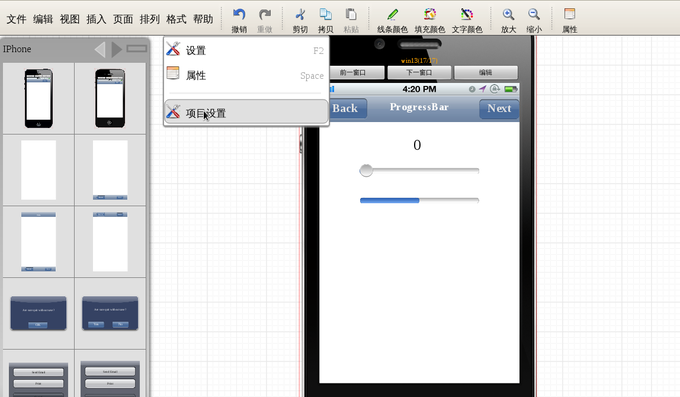 文件 编辑 视图 插入 页面 排列 格式 帮助
撤销 重做 剪切 拷贝 粘贴 线条颜色 填充颜色 文字颜色 放大 缩小 属性
IPhone
设置 F2
属性 Space
项目设置
win13(17/17)
前一窗口 下一窗口 编辑
4:20 PM
Back ProgressBar Next
0